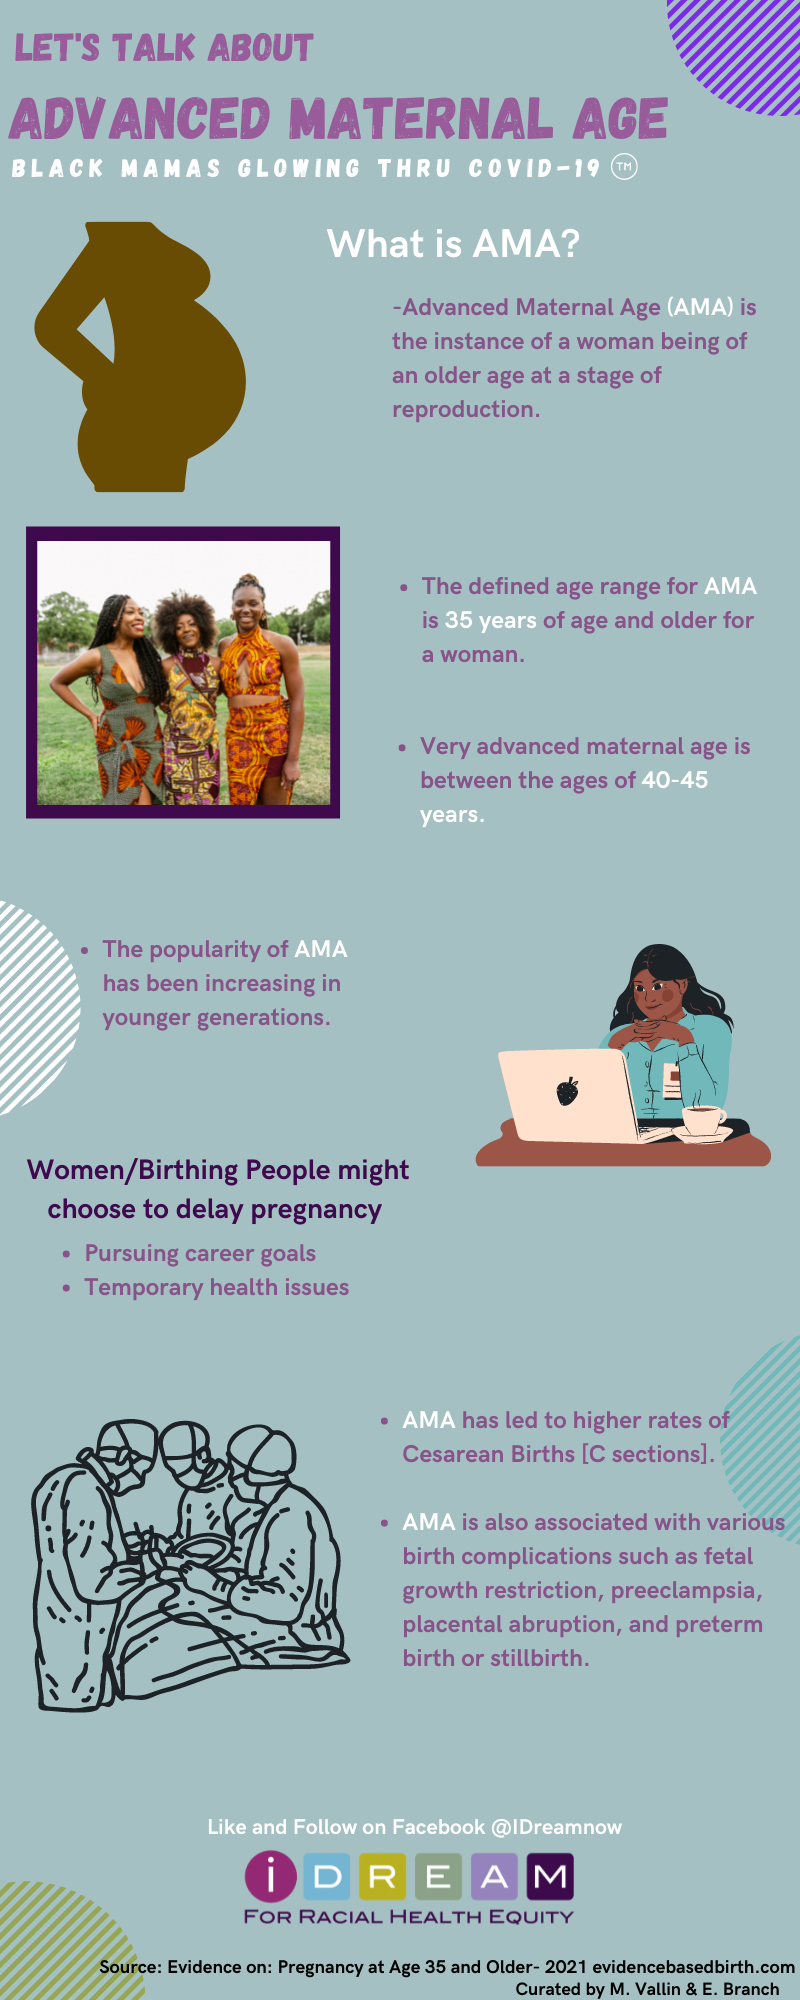 LET'S TALK ABOUT
ADVANCED MATERNAL AGE
BLACK MAMAS GLOWING THRU COVID-19 TM
What is AMA?
-Advanced Maternal Age (AMA) is
the instance of a woman being of
an older age at a stage of
reproduction.
• The defined age range for AMA
is 35 years of age and older for
a woman.
• Very advanced maternal age is
between the ages of 40-45
years.
• The popularity of AMA
has been increasing in
younger generations.
Women/Birthing People might
choose to delay pregnancy
• Pursuing career goals
• Temporary health issues
• AMA has led to higher rates of
Cesarean Births [C sections].
• AMA is also associated with various
birth complications such as fetal
growth restriction, preeclampsia,
placental abruption, and preterm
birth or stillbirth.
Like and Follow on Facebook @IDreamnow
iDREAM
FOR RACIAL HEALTH EQUITY
Source: Evidence on: Pregnancy at Age 35 and Older- 2021 evidencebasedbirth.com
Curated by M. Vallin & E. Branch